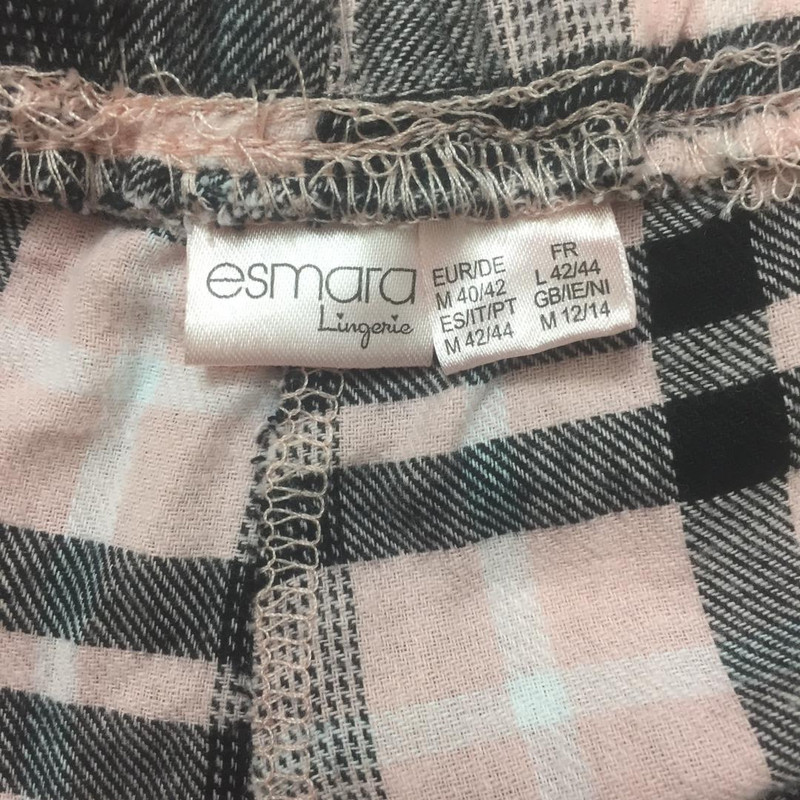 esmara
Lingerie
EUR/DE
M 40/42
ES/IT/PT
M 42/44
FR
L 42/44
GB/IE/NI
M 12/14